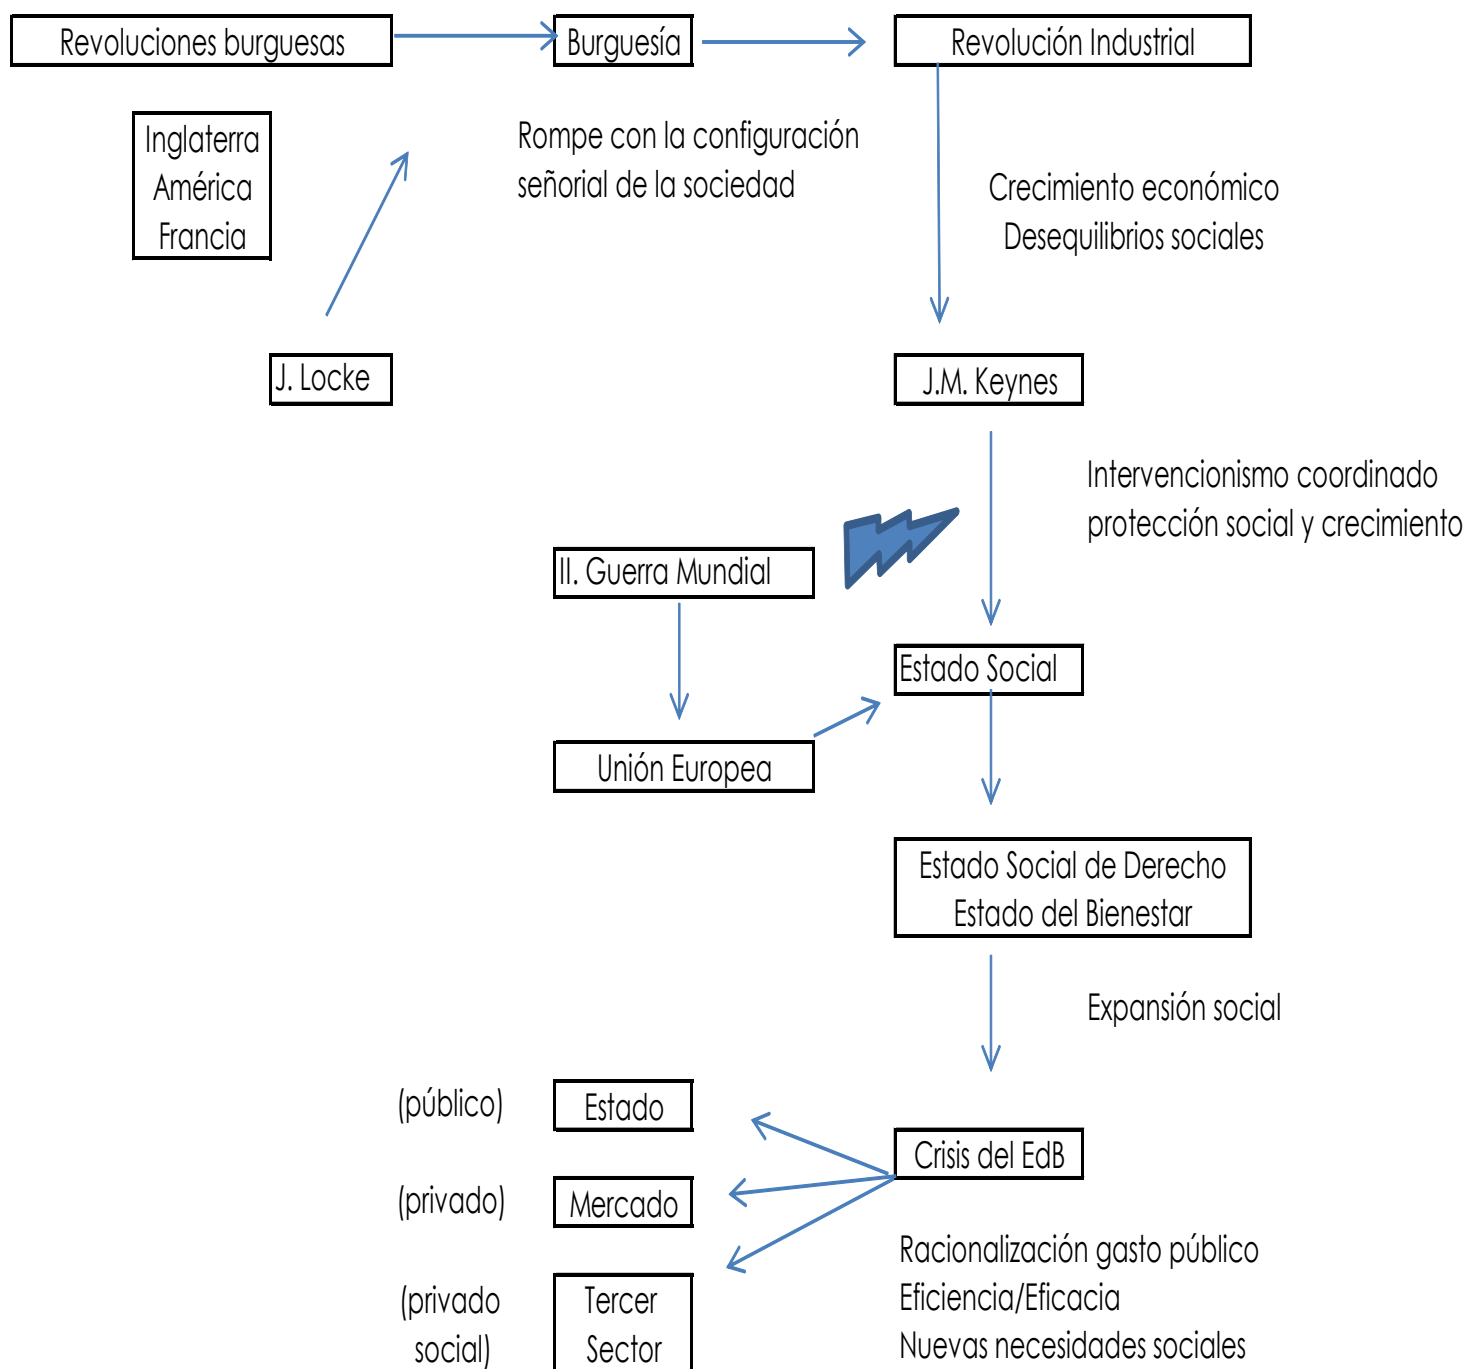 Revoluciones burguesas
Burguesía
Revolución Industrial
Inglaterra
América
Francia
Rompe con la configuración
señorial de la sociedad
Crecimiento económico
Desequilibrios sociales
J. Locke
J.M. Keynes
Intervencionismo coordinado
protección social y crecimiento
II. Guerra Mundial
Estado Social
Unión Europea
Estado Social de Derecho
Estado del Bienestar
Expansión social
(público)
Estado
Crisis del EdB
(privado)
Mercado
Racionalización gasto público
Eficiencia/Eficacia
Nuevas necesidades sociales
(privado
social)
Tercer
Sector